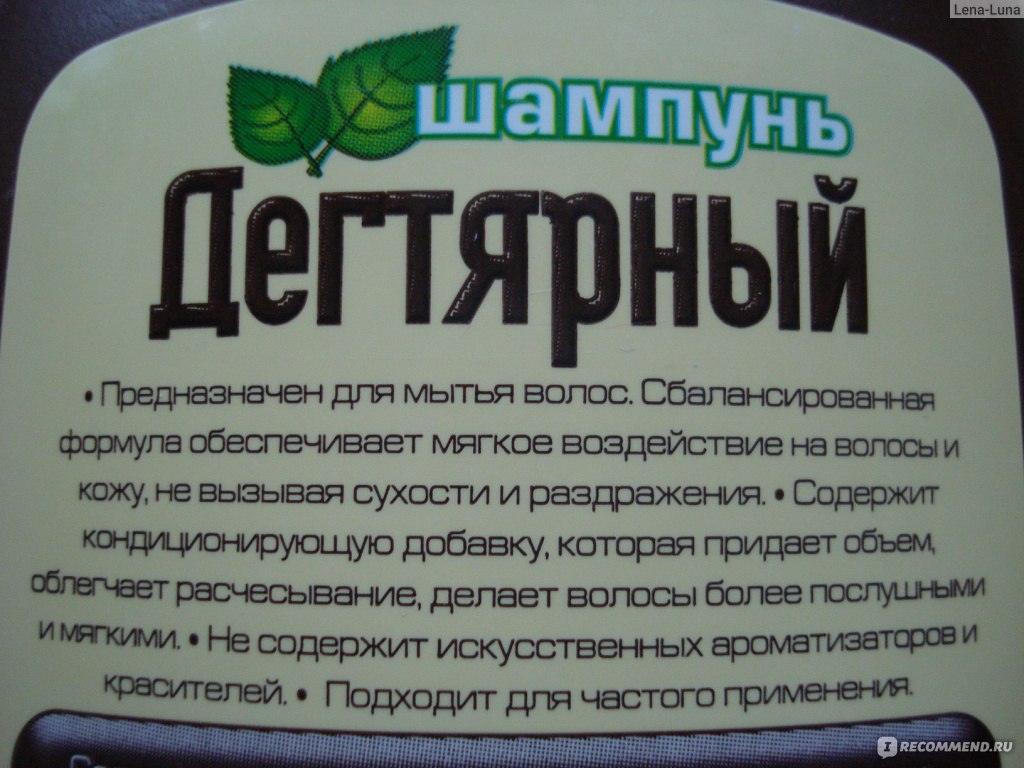 Lena-Luna
шампунь
Дегтярный
• Предназначен для мытья волос. Сбалансированная
формула обеспечивает мягкое воздействие на волосы и
кожу, не вызывая сухости и раздражения. • Содержит
кондиционирующую добавку, которая придает объем,
облегчает расчесывание, делает волосы более послушными
и мягкими. • Не содержит искусственных ароматизаторов и
красителей. • Подходит для частого применения.
IRECOMMEND.RU